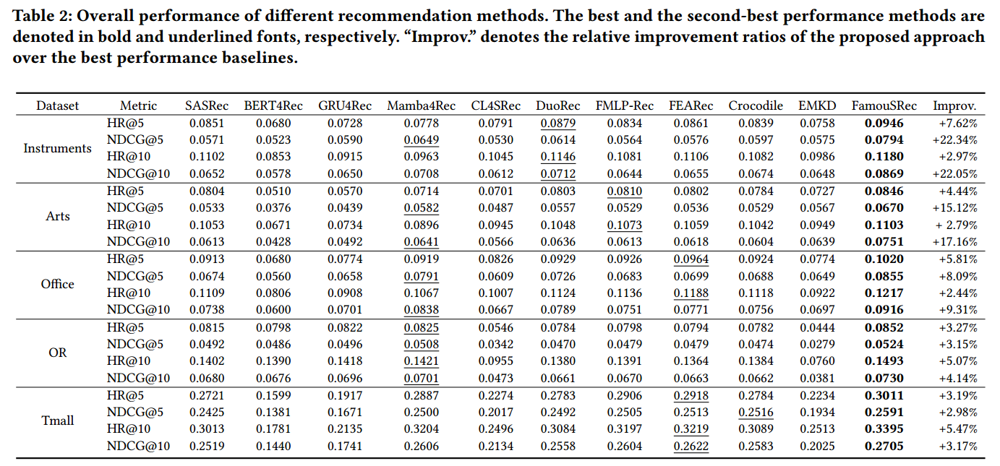 Table 2: Overall performance of different recommendation methods. The best and the second-best performance methods are
denoted in bold and underlined fonts, respectively. “Improv.” denotes the relative improvement ratios of the proposed approach
over the best performance baselines.
Dataset Metric SASRec BERT4Rec GRU4Rec Mamba4Rec CL4SRec DuoRec FMLP-Rec FEARec Crocodile EMKD FamouSRec Improv.
Instruments
HR@5 0.0851 0.0680 0.0728 0.0778 0.0791 0.0879 0.0834 0.0861 0.0839 0.0758 0.0946 +7.62%
NDCG@5 0.0571 0.0523 0.0590 0.0649 0.0530 0.0614 0.0564 0.0576 0.0597 0.0575 0.0794 +22.34%
HR@10 0.1102 0.0853 0.0915 0.0963 0.1045 0.1146 0.1081 0.1106 0.1082 0.0986 0.1180 +2.97%
NDCG@10 0.0652 0.0578 0.0650 0.0708 0.0612 0.0712 0.0644 0.0655 0.0674 0.0648 0.0869 +22.05%
Arts
HR@5 0.0804 0.0510 0.0570 0.0714 0.0701 0.0803 0.0810 0.0802 0.0784 0.0727 0.0846 +4.44%
NDCG@5 0.0533 0.0376 0.0439 0.0582 0.0487 0.0557 0.0529 0.0536 0.0529 0.0567 0.0670 +15.12%
HR@10 0.1053 0.0671 0.0734 0.0896 0.0945 0.1048 0.1073 0.1059 0.1042 0.0949 0.1103 + 2.79%
NDCG@10 0.0613 0.0428 0.0492 0.0641 0.0566 0.0636 0.0613 0.0618 0.0604 0.0639 0.0751 +17.16%
Office
HR@5 0.0913 0.0680 0.0774 0.0919 0.0826 0.0929 0.0926 0.0964 0.0924 0.0774 0.1020 +5.81%
NDCG@5 0.0674 0.0560 0.0658 0.0791 0.0609 0.0726 0.0683 0.0699 0.0688 0.0649 0.0855 +8.09%
HR@10 0.1109 0.0806 0.0908 0.1067 0.1007 0.1124 0.1136 0.1188 0.1118 0.0922 0.1217 +2.44%
NDCG@10 0.0738 0.0600 0.0701 0.0838 0.0667 0.0789 0.0751 0.0771 0.0756 0.0697 0.0916 +9.31%
OR
HR@5 0.0815 0.0798 0.0822 0.0825 0.0546 0.0784 0.0798 0.0794 0.0782 0.0444 0.0852 +3.27%
NDCG@5 0.0492 0.0486 0.0496 0.0508 0.0342 0.0470 0.0479 0.0479 0.0474 0.0279 0.0524 +3.15%
HR@10 0.1402 0.1390 0.1418 0.1421 0.0955 0.1380 0.1391 0.1364 0.1384 0.0760 0.1493 +5.07%
NDCG@10 0.0680 0.0676 0.0696 0.0701 0.0473 0.0661 0.0670 0.0663 0.0662 0.0381 0.0730 +4.14%
Tmall
HR@5 0.2721 0.1599 0.1917 0.2887 0.2274 0.2783 0.2906 0.2918 0.2784 0.2234 0.3011 +3.19%
NDCG@5 0.2425 0.1381 0.1671 0.2500 0.2017 0.2492 0.2505 0.2513 0.2516 0.1934 0.2591 +2.98%
HR@10 0.3013 0.1781 0.2135 0.3204 0.2496 0.3084 0.3197 0.3219 0.3089 0.2513 0.3395 +5.47%
NDCG@10 0.2519 0.1440 0.1741 0.2606 0.2134 0.2558 0.2604 0.2622 0.2583 0.2025 0.2705 +3.17%